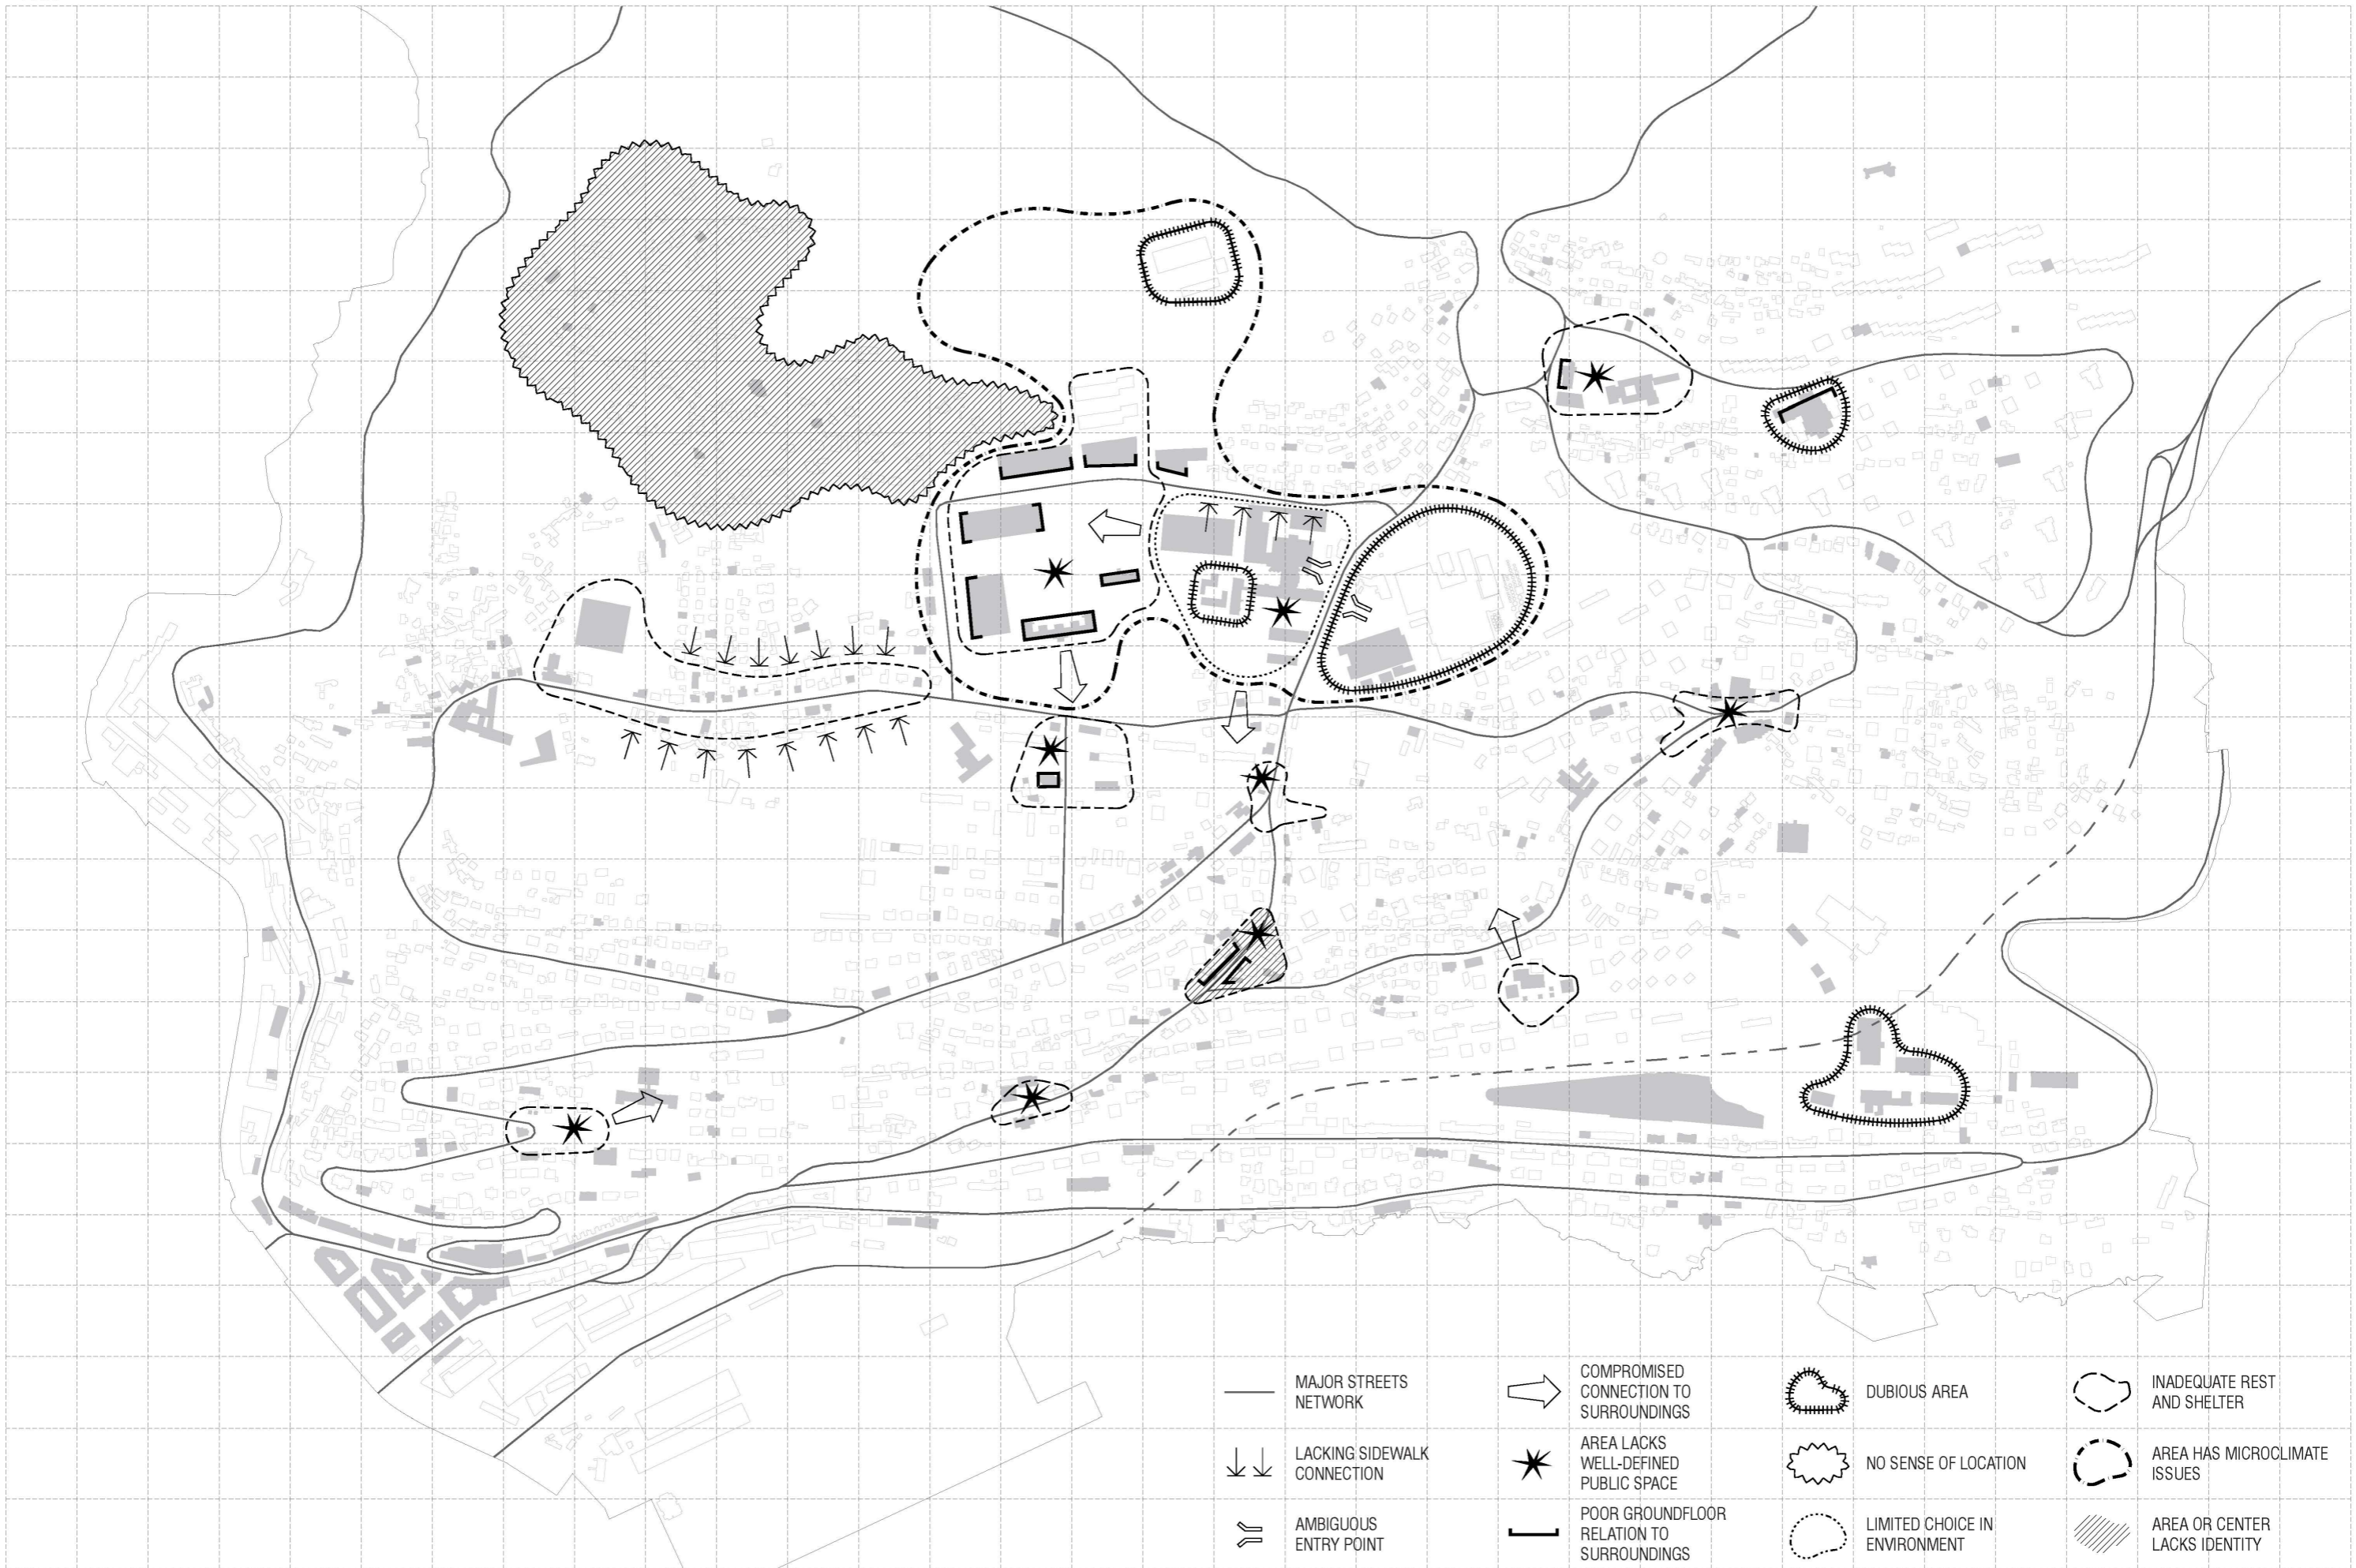 MAJOR STREETS
NETWORK
COMPROMISED
CONNECTION TO
SURROUNDINGS
DUBIOUS AREA
INADEQUATE REST
AND SHELTER
LACKING SIDEWALK
CONNECTION
AREA LACKS
WELL-DEFINED
PUBLIC SPACE
NO SENSE OF LOCATION
AREA HAS MICROCLIMATE
ISSUES
AMBIGUOUS
ENTRY POINT
POOR GROUNDFLOOR
RELATION TO
SURROUNDINGS
LIMITED CHOICE IN
ENVIRONMENT
AREA OR CENTER
LACKS IDENTITY